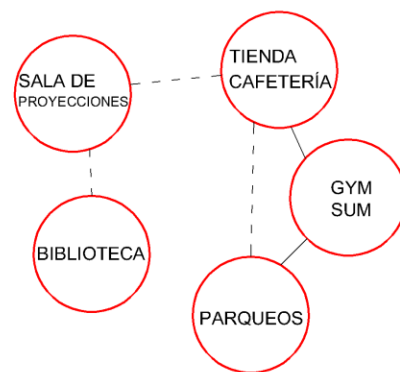 SALA DE
PROYECCIONES
TIENDA
CAFETERÍA
GYM
SUM
BIBLIOTECA
PARQUEOS